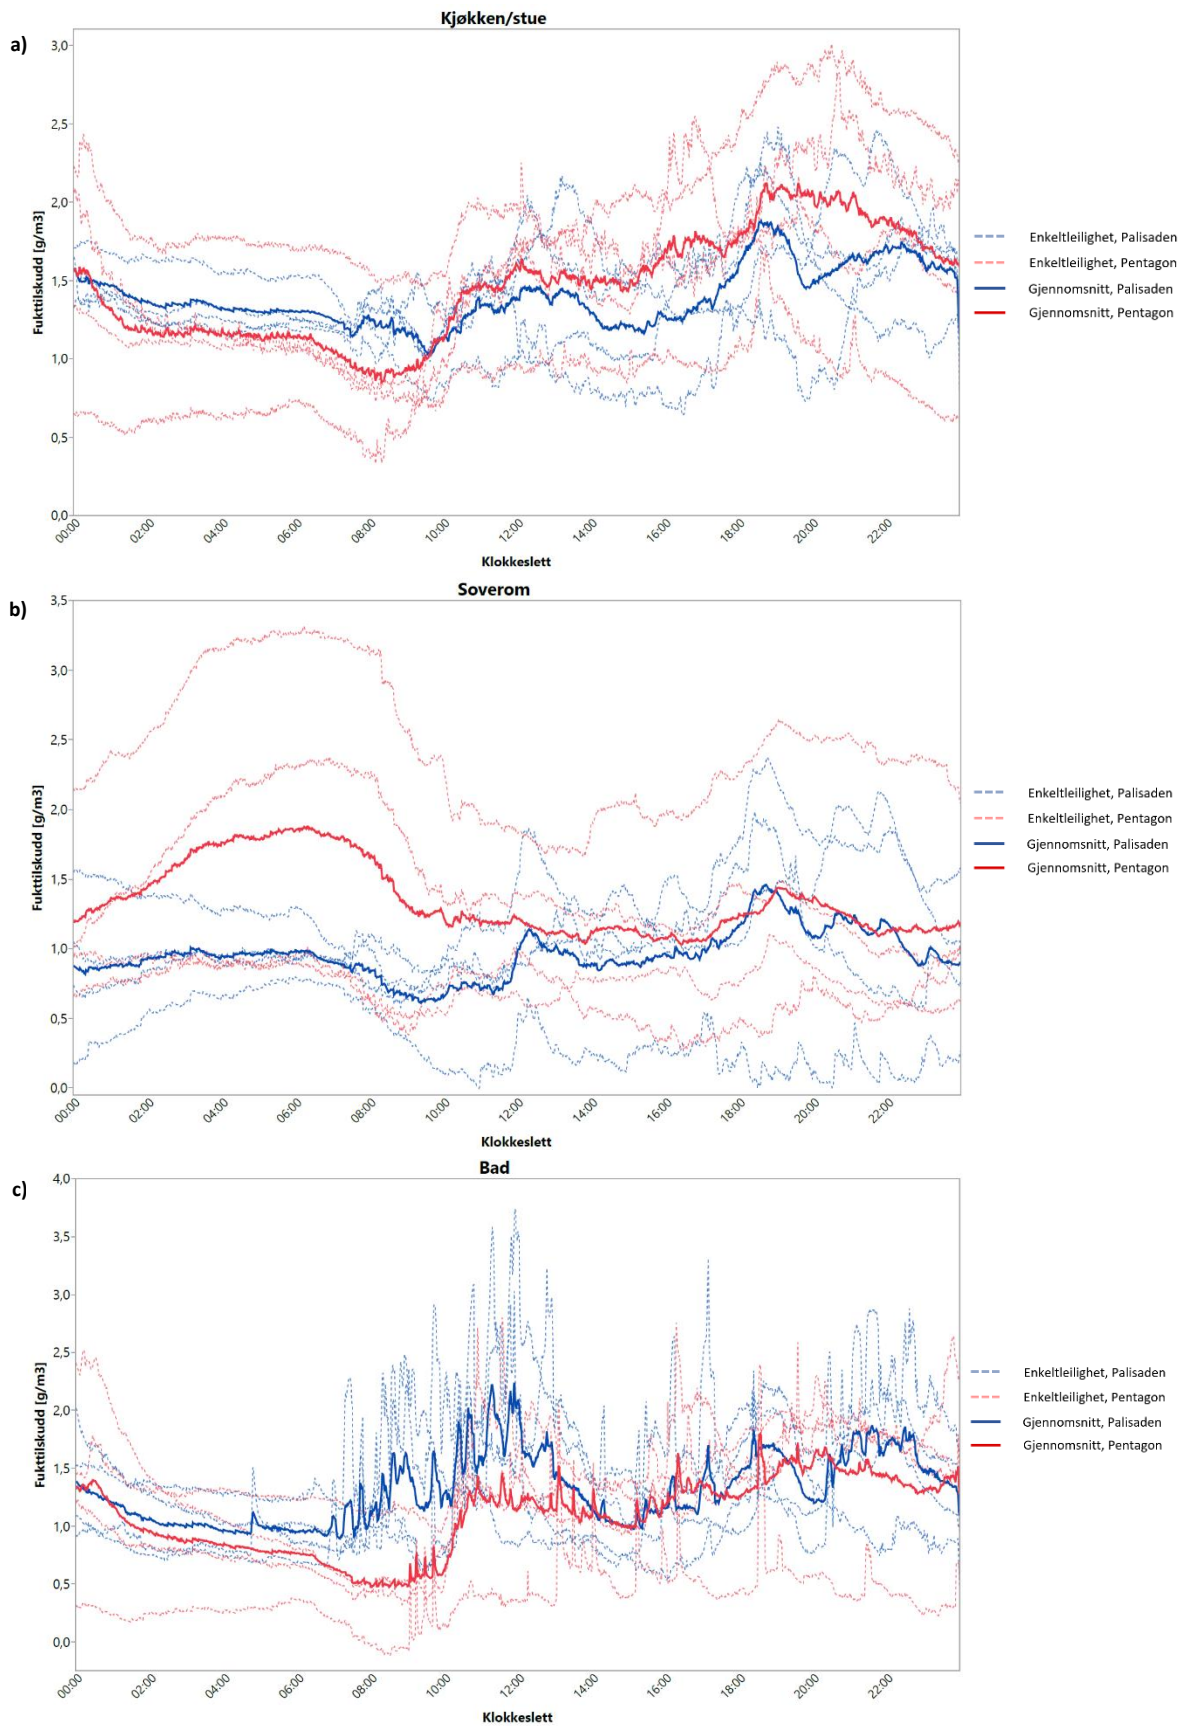 Kjøkken/stue
a)
3,0
2,5
2,0
1,5
1,0
0,5
0,0
Fukttilskudd [g/m3]
00:00 02:00 04:00 06:00 08:00 10:00 12:00 14:00 16:00 18:00 20:00 22:00
Klokkeslett
Enkeltleilighet, Palisaden
Enkeltleilighet, Pentagon
Gjennomsnitt, Palisaden
Gjennomsnitt, Pentagon
Soverom
b)
3,5
3,0
2,5
2,0
1,5
1,0
0,5
0,0
Fukttilskudd [g/m3]
00:00 02:00 04:00 06:00 08:00 10:00 12:00 14:00 16:00 18:00 20:00 22:00
Klokkeslett
Enkeltleilighet, Palisaden
Enkeltleilighet, Pentagon
Gjennomsnitt, Palisaden
Gjennomsnitt, Pentagon
Bad
c)
4,0
3,5
3,0
2,5
2,0
1,5
1,0
0,5
0,0
Fukttilskudd [g/m3]
00:00 02:00 04:00 06:00 08:00 10:00 12:00 14:00 16:00 18:00 20:00 22:00
Klokkeslett
Enkeltleilighet, Palisaden
Enkeltleilighet, Pentagon
Gjennomsnitt, Palisaden
Gjennomsnitt, Pentagon